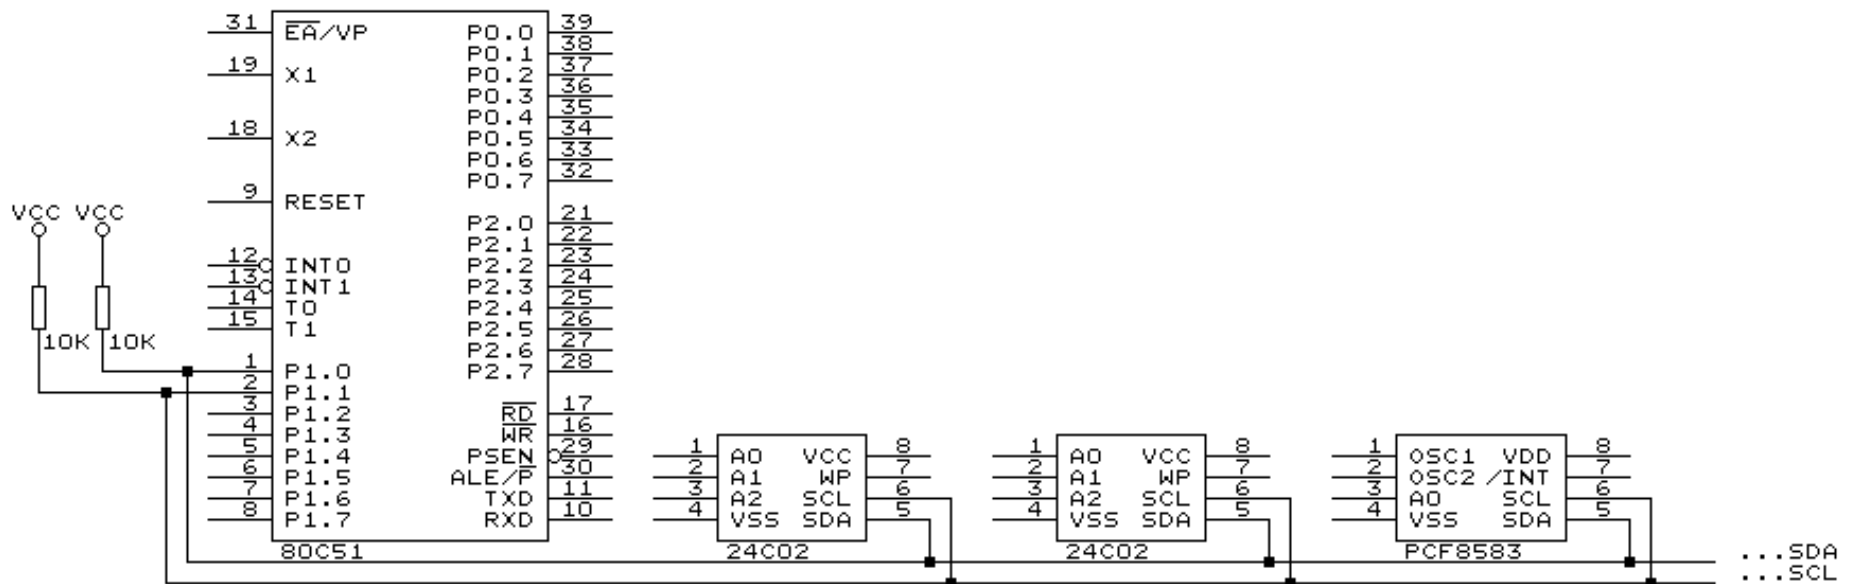 31 EA/VP P0.0 39
P0.1 38
19 X1 P0.2 37
P0.3 36
P0.4 35
18 X2 P0.5 34
P0.6 33
P0.7 32
9 RESET
VCC VCC
P2.0 21
P2.1 22
12 INT0 P2.2 23
13 INT1 P2.3 24
14 T0 P2.4 25
15 T1 P2.5 26
10K 10K
P2.6 27
1 P1.0 P2.7 28
2 P1.1
3 P1.2 RD 17
4 P1.3 WR 16
5 P1.4 PSEN 29
6 P1.5 ALE/P 30
7 P1.6 TXD 11
8 P1.7 RXD 10
80C51
1 A0 VCC 8
2 A1 WP 7
3 A2 SCL 6
4 VSS SDA 5
24C02
1 A0 VCC 8
2 A1 WP 7
3 A2 SCL 6
4 VSS SDA 5
24C02
1 OSC1 VDD 8
2 OSC2 /INT 7
3 A0 SCL 6
4 VSS SDA 5
PCF8583
...SDA
...SCL